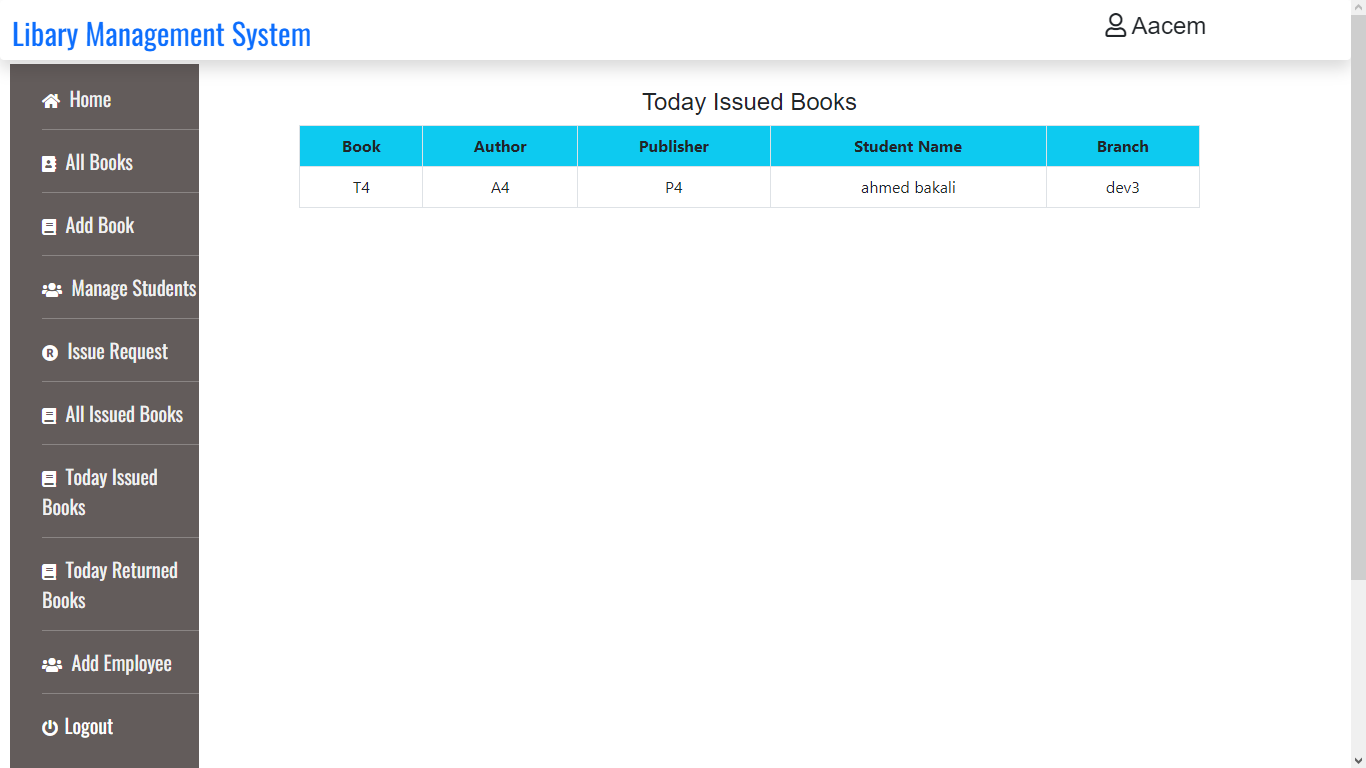 Libary Management System
Aacem
Home
All Books
Add Book
Manage Students
Issue Request
All Issued Books
Today Issued
Books
Today Returned
Books
Add Employee
Logout
Today Issued Books
Book Author Publisher Student Name Branch
T4 A4 P4 ahmed bakali dev3